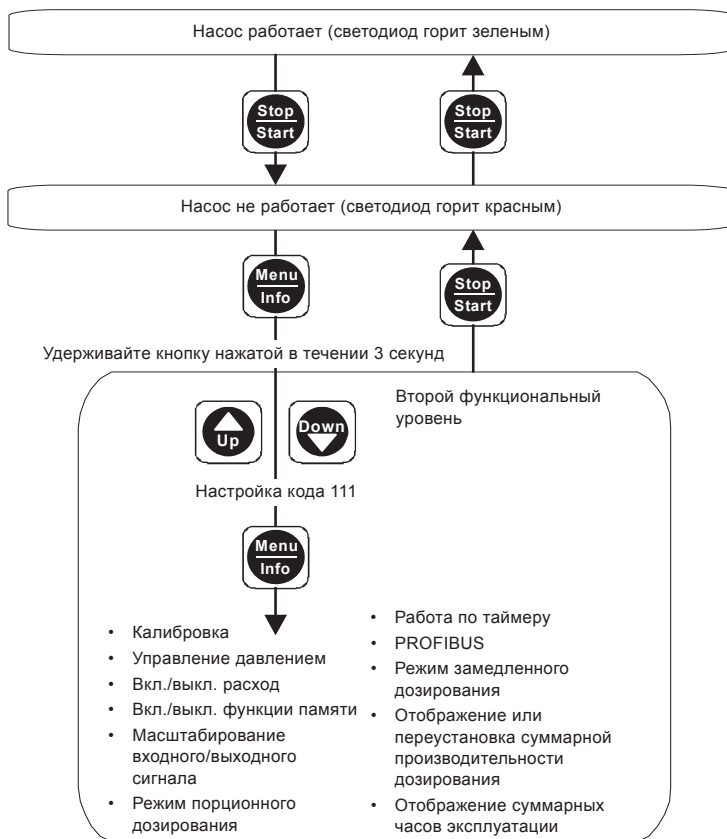 Насос работает (светодиод горит зеленым)
Stop
Start
Stop
Start
Насос не работает (светодиод горит красным)
Menu
Info
Stop
Start
Удерживайте кнопку нажатой в течении 3 секунд
Второй функциональный
уровень
Up
Down
Настройка кода 111
Menu
Info
• Калибровка
• Управление давлением
• Вкл./выкл. расход
• Вкл./выкл. функции памяти
• Масштабирование
входного/выходного
сигнала
• Режим порционного
дозирования
• Работа по таймеру
• PROFIBUS
• Режим замедленного
дозирования
• Отображение или
переустановка суммарной
производительности
дозирования
• Отображение суммарных
часов эксплуатации